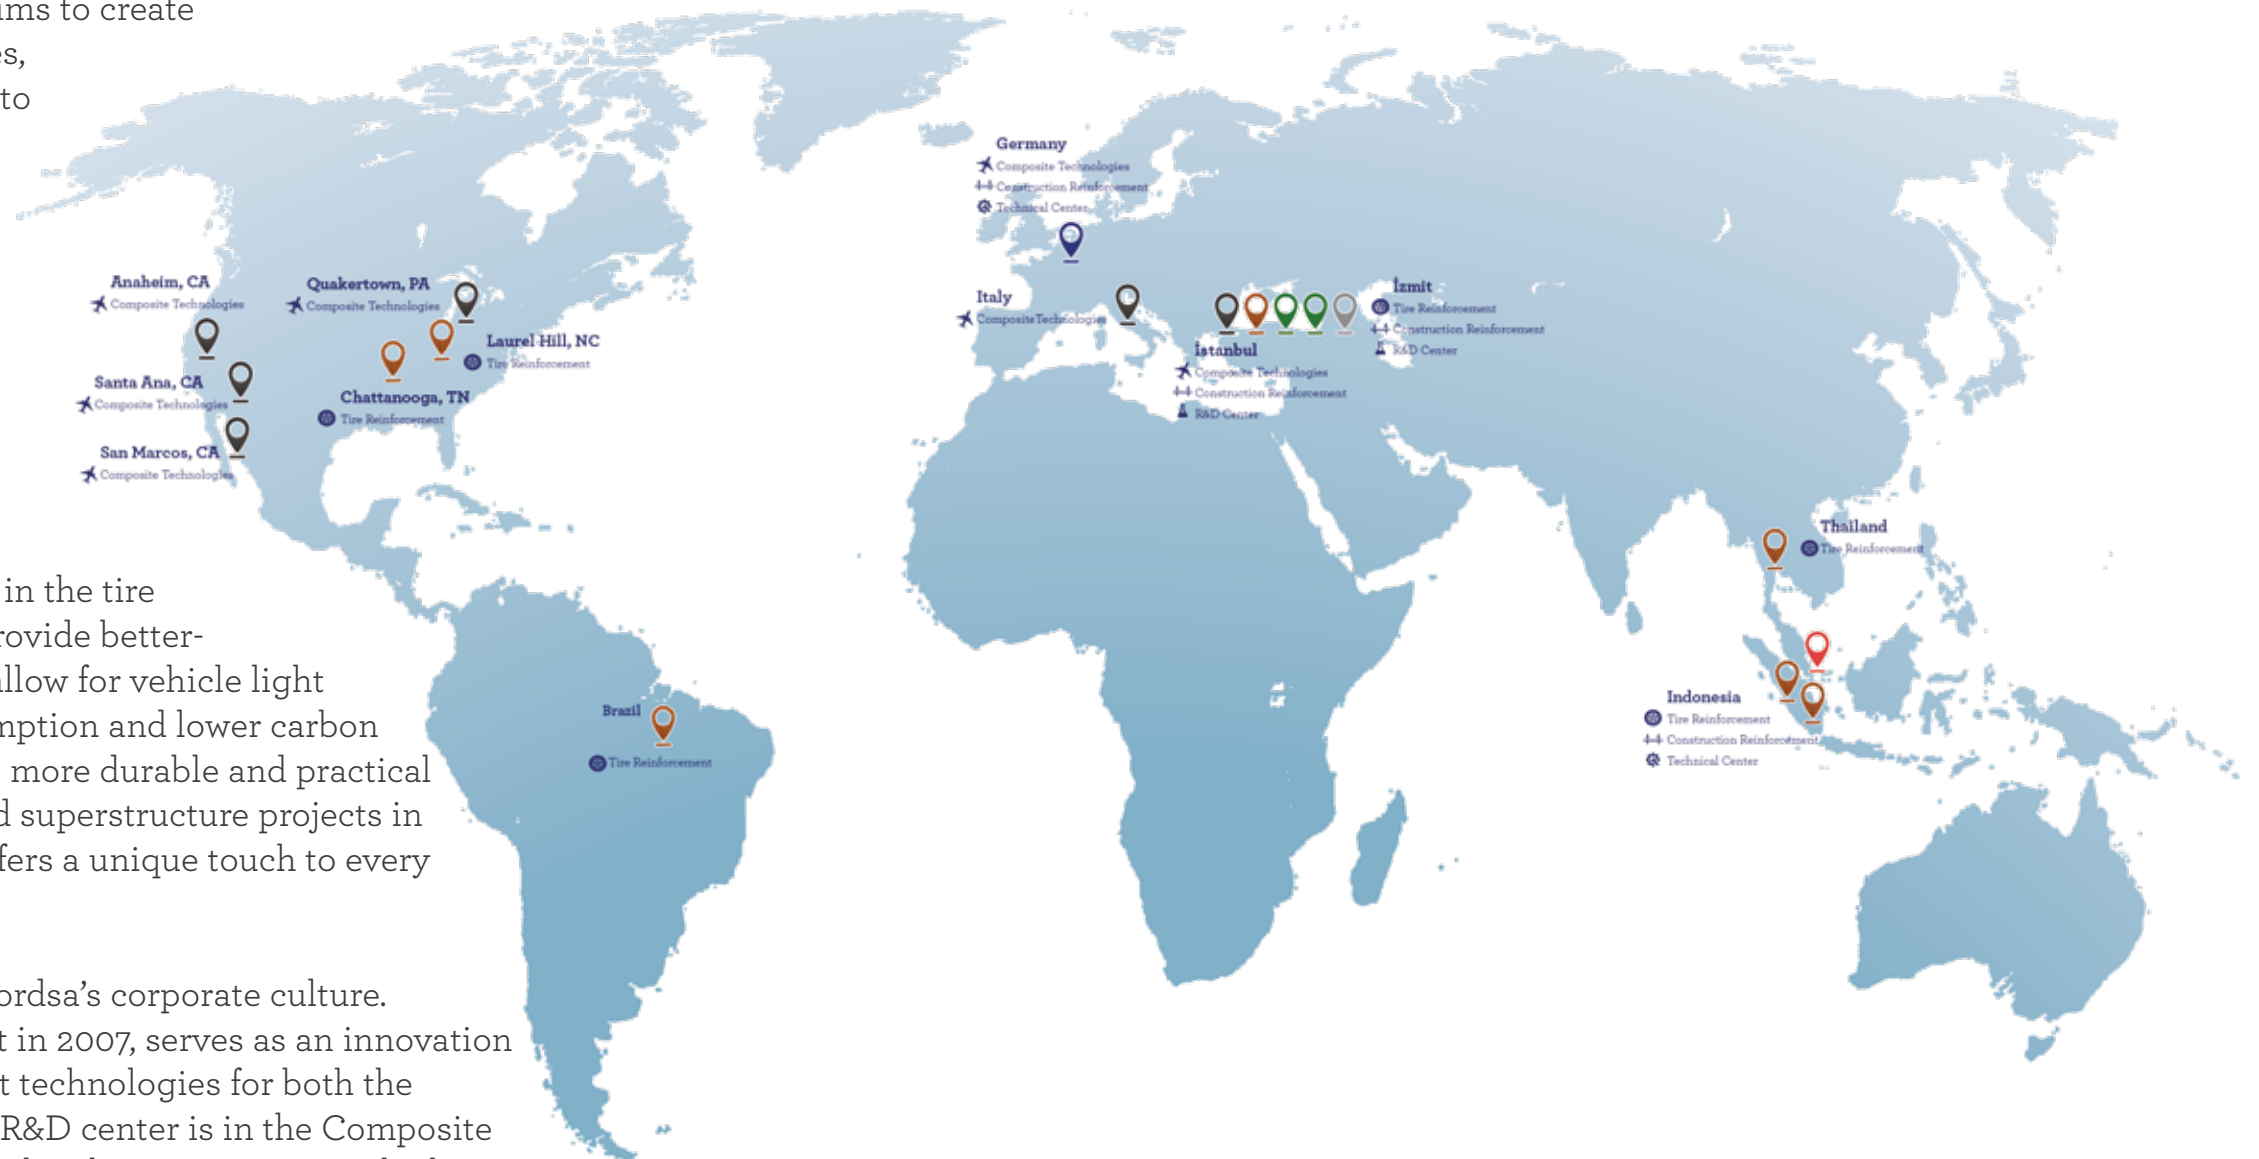 ims to create
es,
to
Germany
Composite Technologies
Construction Reinforcement
Technical Center
Anaheim, CA
Composite Technologies
Quakertown, PA
Composite Technologies
Laurel Hill, NC
Tire Reinforcement
Santa Ana, CA
Composite Technologies
Chattanooga, TN
Tire Reinforcement
San Marcos, CA
Composite Technologies
Italy
Composite Technologies
İstanbul
Composite Technologies
Construction Reinforcement
R&D Center
İzmit
Tire Reinforcement
Construction Reinforcement
R&D Center
Thailand
Tire Reinforcement
Indonesia
Tire Reinforcement
Construction Reinforcement
Technical Center
Brazil
Tire Reinforcement
in the tire
rovide better-
allow for vehicle light
mption and lower carbon
more durable and practical
d superstructure projects in
ffers a unique touch to every
ordsa's corporate culture.
t in 2007, serves as an innovation
t technologies for both the
R&D center is in the Composite